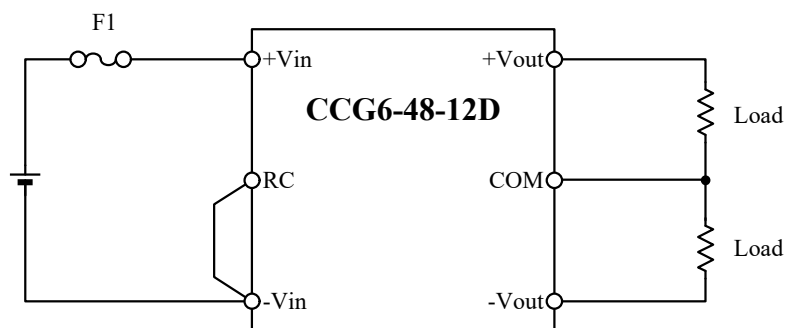 F1
+Vin
+Vout
CCG6-48-12D
Load
RC
COM
Load
-Vin
-Vout